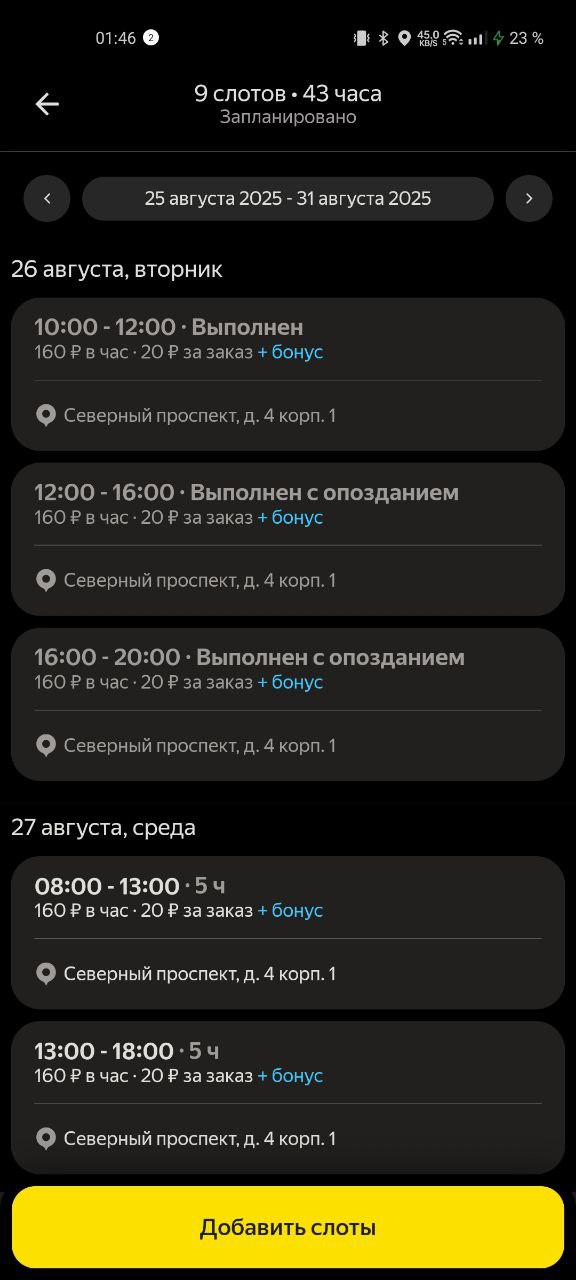 01:46 2 45.0 KB/S 5 23 %
9 слотов • 43 часа
Запланировано
25 августа 2025 - 31 августа 2025
26 августа, вторник
10:00 - 12:00 · Выполнен
160 ₽ в час · 20 ₽ за заказ + бонус
Северный проспект, д. 4 корп. 1
12:00 - 16:00 · Выполнен с опозданием
160 ₽ в час · 20 ₽ за заказ + бонус
Северный проспект, д. 4 корп. 1
16:00 - 20:00 · Выполнен с опозданием
160 ₽ в час · 20 ₽ за заказ + бонус
Северный проспект, д. 4 корп. 1
27 августа, среда
08:00 - 13:00 · 5 ч
160 ₽ в час · 20 ₽ за заказ + бонус
Северный проспект, д. 4 корп. 1
13:00 - 18:00 · 5 ч
160 ₽ в час · 20 ₽ за заказ + бонус
Северный проспект, д. 4 корп. 1
Добавить слоты